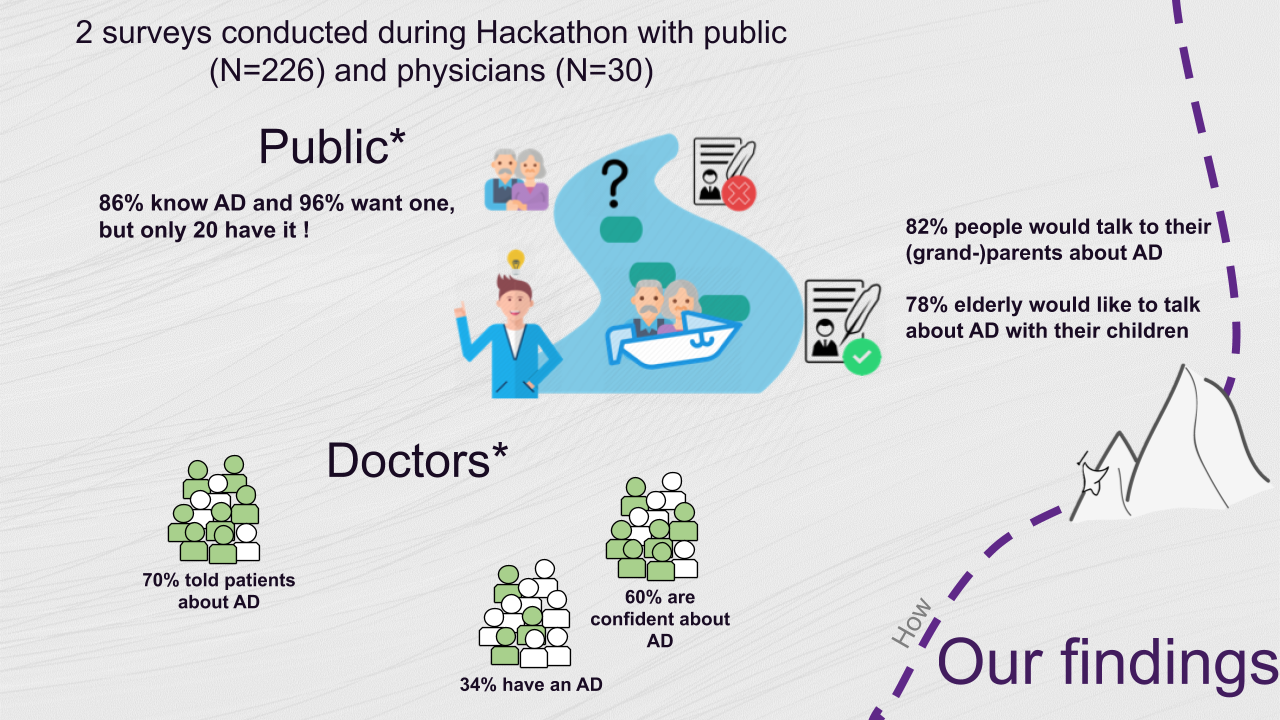 2 surveys conducted during Hackathon with public
(N=226) and physicians (N=30)
Public*
86% know AD and 96% want one,
but only 20 have it !
?
82% people would talk to their
(grand-)parents about AD
78% elderly would like to talk
about AD with their children
Doctors*
70% told patients
about AD
60% are
confident about
AD
34% have an AD
How
Our findings